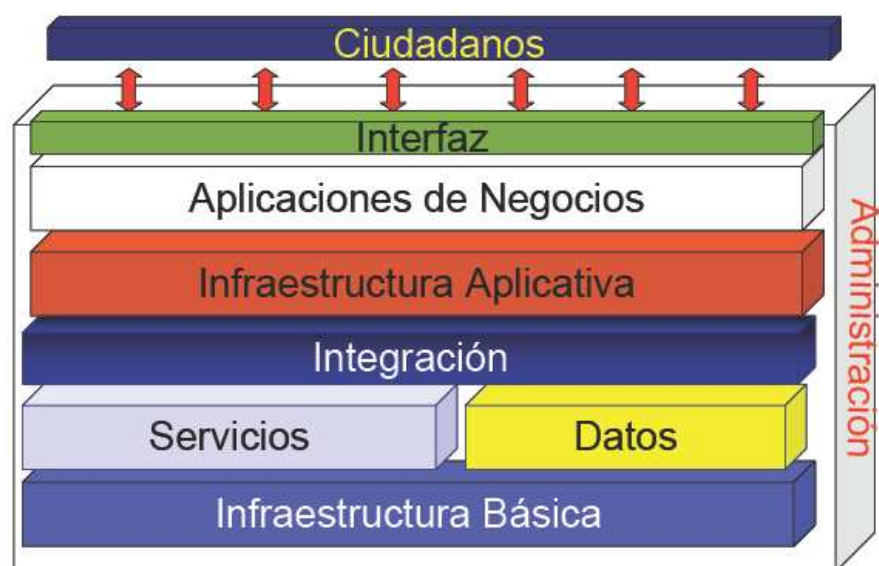 Ciudadanos
Interfaz
Aplicaciones de Negocios
Infraestructura Aplicativa
Integración
Servicios
Datos
Infraestructura Básica
Administración